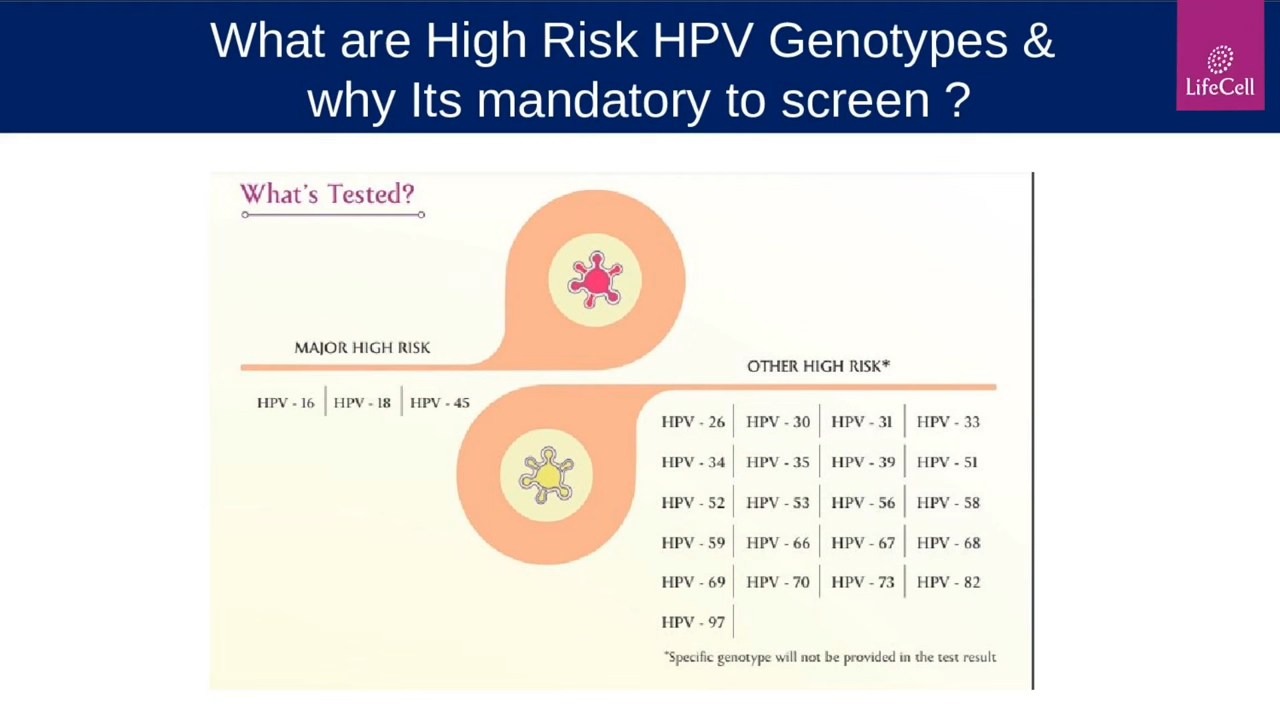 What are High Risk HPV Genotypes &
why Its mandatory to screen ?
LifeCell
What's Tested?
MAJOR HIGH RISK
HPV - 16 HPV - 18 HPV - 45
OTHER HIGH RISK*
HPV - 26 HPV - 30 HPV - 31 HPV - 33
HPV - 34 HPV - 35 HPV - 39 HPV - 51
HPV - 52 HPV - 53 HPV - 56 HPV - 58
HPV - 59 HPV - 66 HPV - 67 HPV - 68
HPV - 69 HPV - 70 HPV - 73 HPV - 82
HPV - 97
*Specific genotype will not be provided in the test result